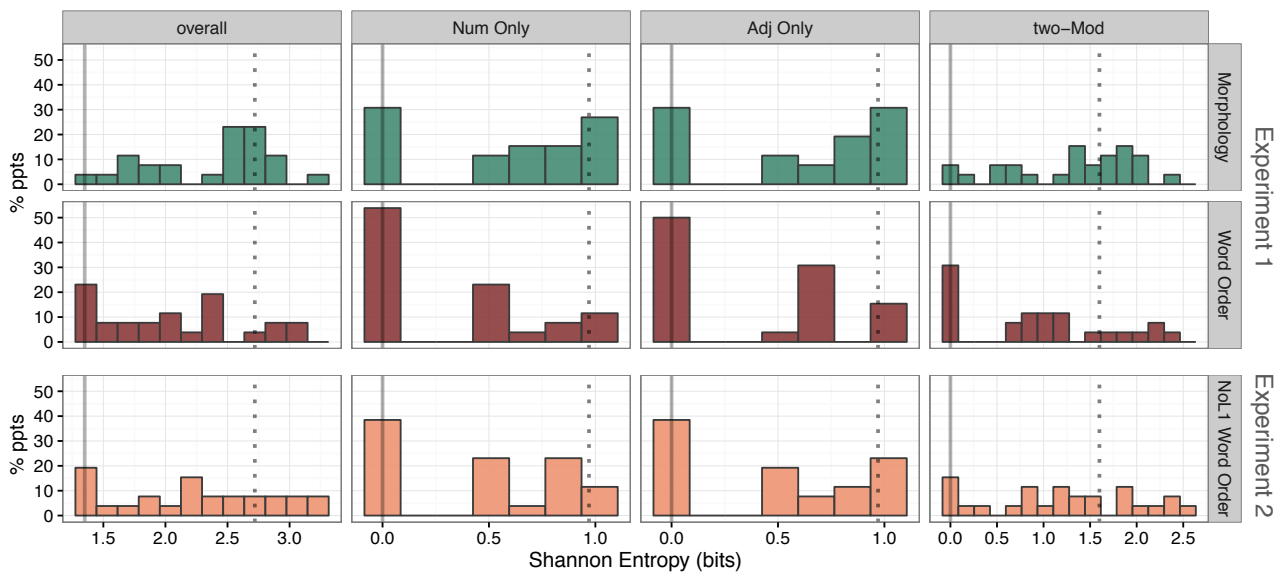 overall Num Only Adj Only two−Mod
50
40
30
20
10
0
Morphology
50
40
30
20
10
0
Word Order
% ppts
Experiment 1
50
40
30
20
10
0
NoL1 Word Order
% ppts
Experiment 2
1.5 2.0 2.5 3.0 0.0 0.5 1.0 0.0 0.5 1.0 0.0 0.5 1.0 1.5 2.0 2.5
Shannon Entropy (bits)